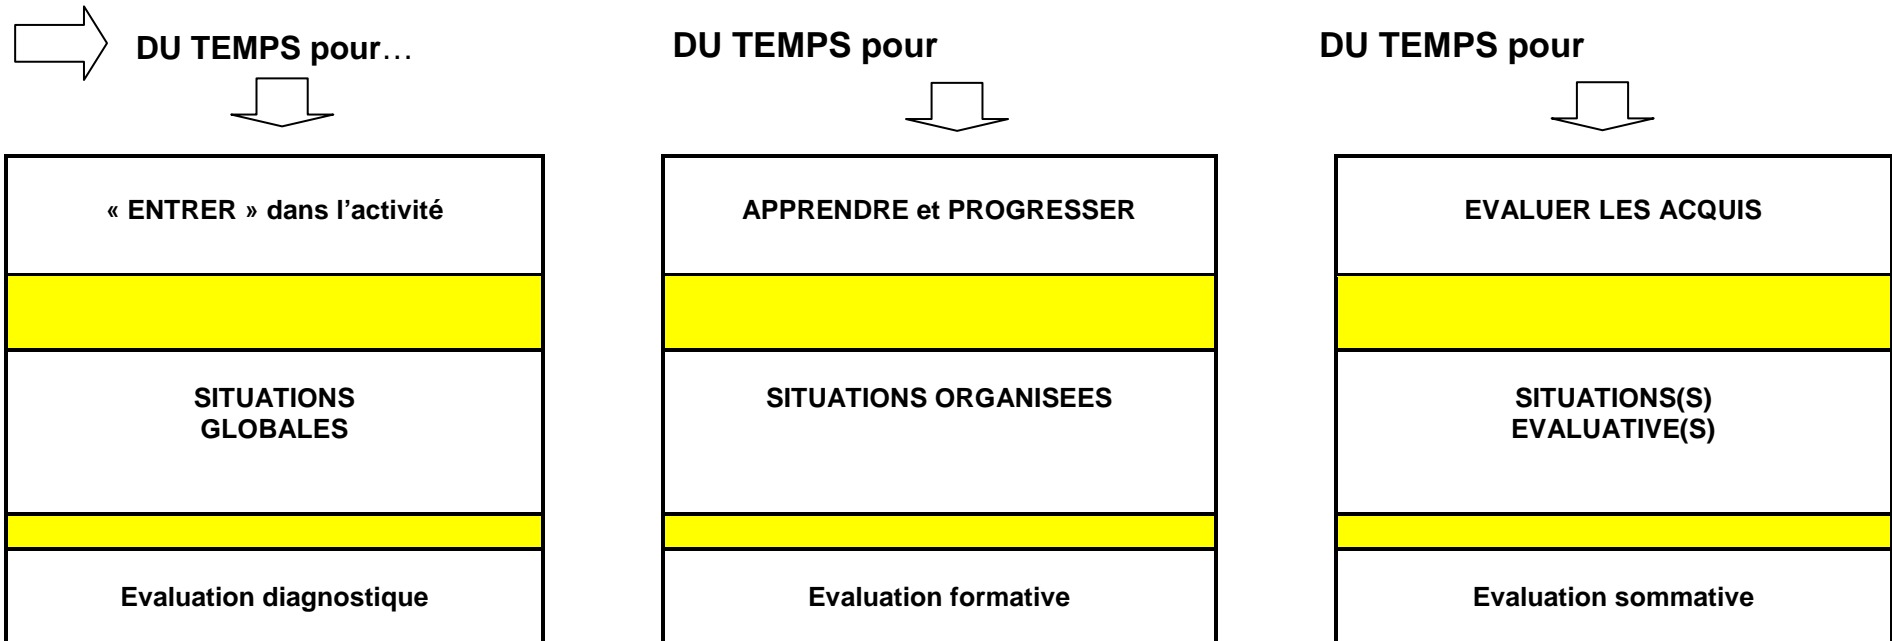 DU TEMPS pour…
DU TEMPS pour
DU TEMPS pour
« ENTRER » dans l’activité
APPRENDRE et PROGRESSER
EVALUER LES ACQUIS
SITUATIONS
GLOBALES
SITUATIONS ORGANISEES
SITUATIONS(S)
EVALUATIVE(S)
Evaluation diagnostique
Evaluation formative
Evaluation sommative